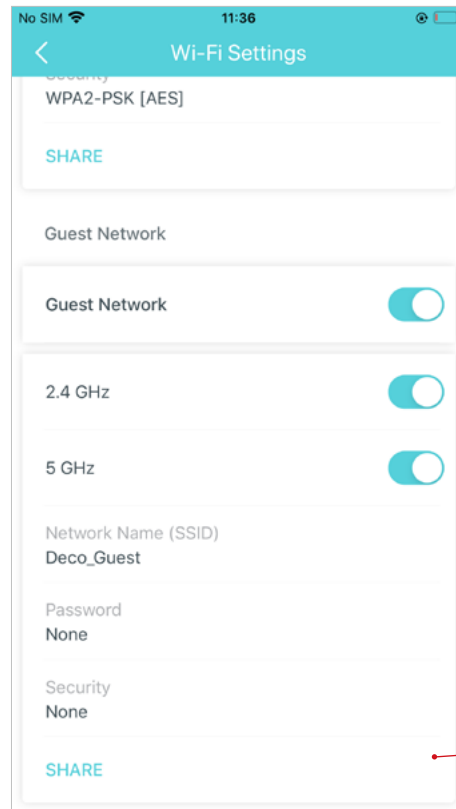 No SIM 11:36
Wi-Fi Settings
Security
WPA2-PSK [AES]
SHARE
Guest Network
Guest Network
2.4 GHz
5 GHz
Network Name (SSID)
Deco_Guest
Password
None
Security
None
SHARE